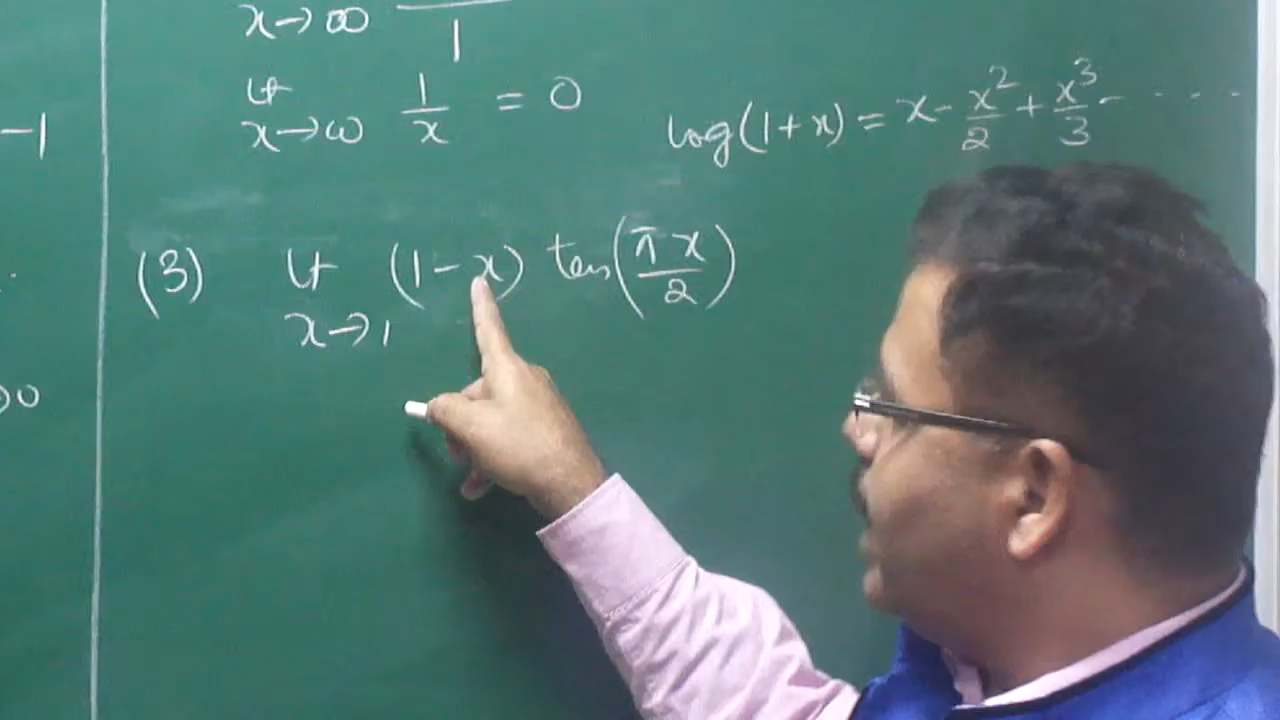 -1
→0
x→∞ 1
lt x→∞ 1/x = 0
log(1+x) = x - x²/2 + x³/3 - .....
(3) lt (1-x) tan(πx/2)
x→1